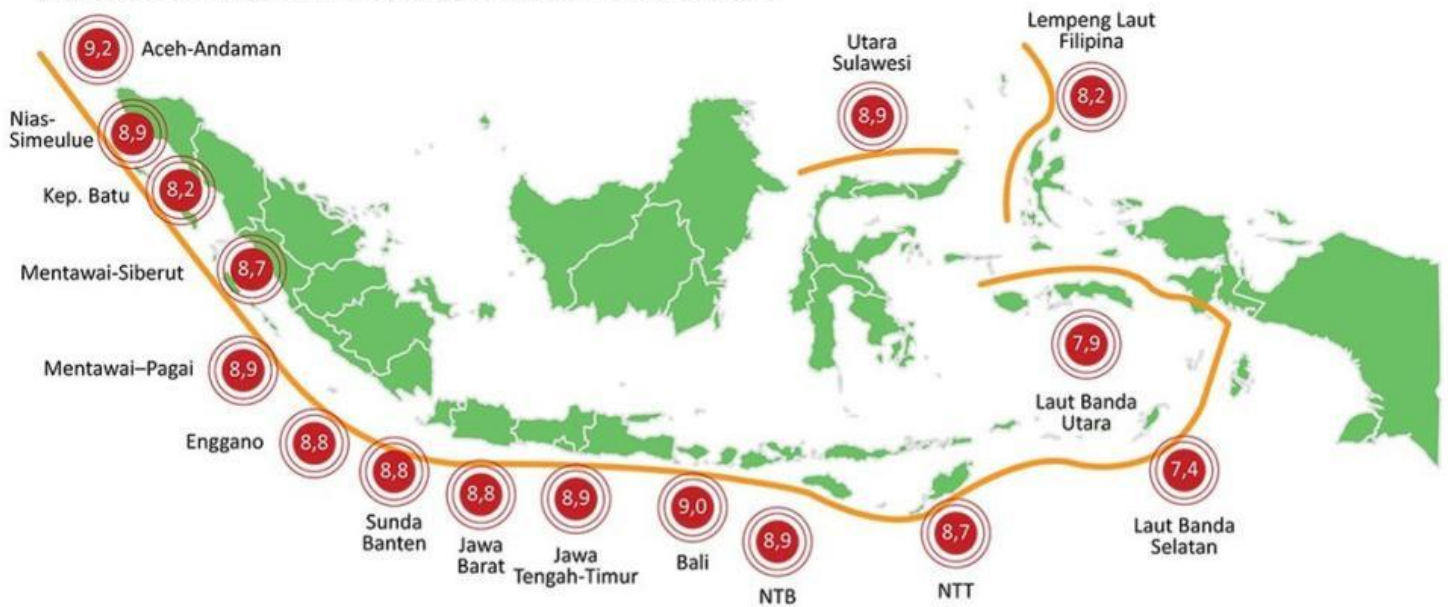 9,2
Aceh-Andaman
Nias-
Simeulue
8,9
Kep. Batu
8,2
Mentawai-Siberut
8,7
Mentawai–Pagai
8,9
Enggano
8,8
8,8
Sunda
Banten
8,8
Jawa
Barat
8,9
Jawa
Tengah-Timur
9,0
Bali
8,9
NTB
8,7
NTT
7,4
Laut Banda
Selatan
7,9
Laut Banda
Utara
Utara
Sulawesi
8,9
Lempeng Laut
Filipina
8,2